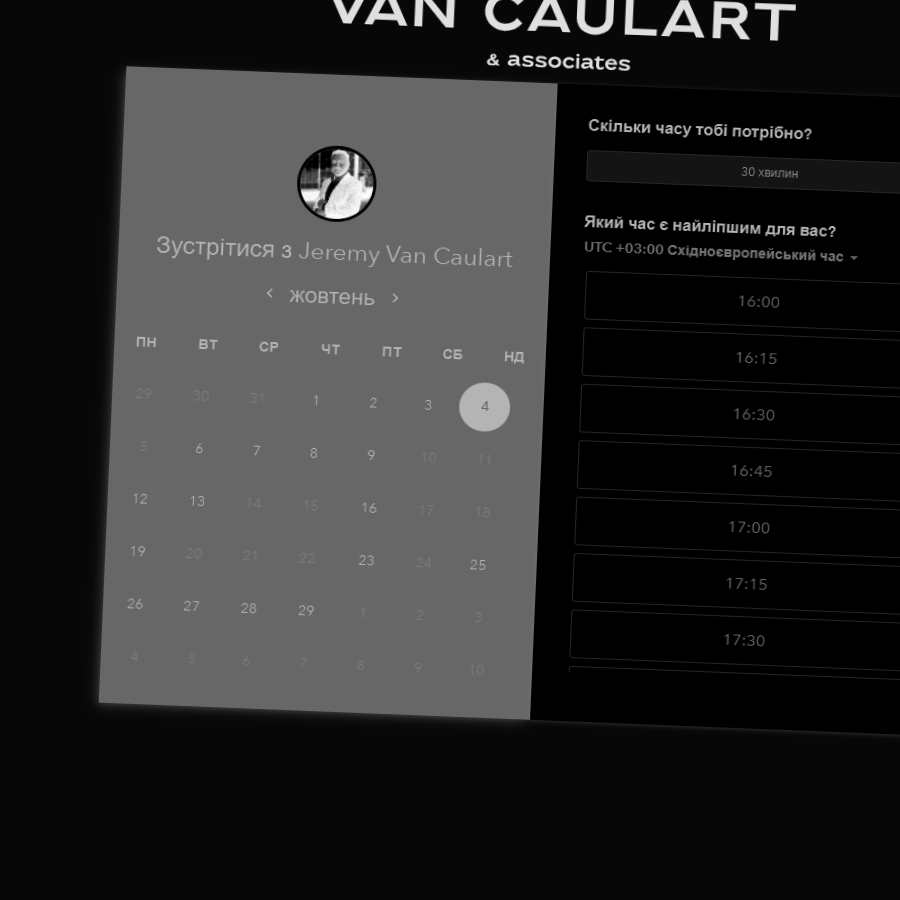 VAN CAULART
& associates
Зустрітися з Jeremy Van Caulart
жовтень
ПН ВТ СР ЧТ ПТ СБ НД
29 30 31 1 2 3 4
5 6 7 8 9 10 11
12 13 14 15 16 17 18
19 20 21 22 23 24 25
26 27 28 29 1 2 3
4 5 6 7 8 9 10
Скільки часу тобі потрібно?
30 хвилин
Який час є найліпшим для вас?
UTC +03:00 Східноєвропейський час
16:00
16:15
16:30
16:45
17:00
17:15
17:30